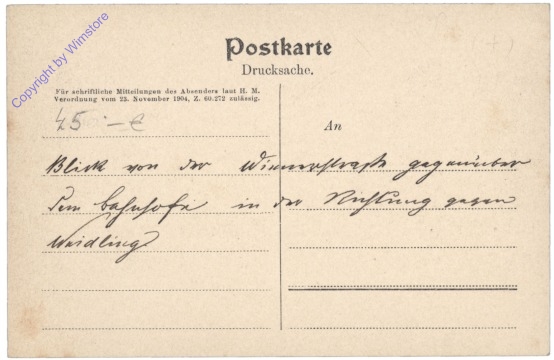 Copyright by Wimstore
Postkarte
Drucksache.
Für schriftliche Mitteilungen des Absenders laut H. M.
Verordnung vom 25. November 1904, Z. 60.272 zulässig.
45.–€
An
Blick von der Wienerstraße gegenüber
dem Bahnhofe in der Richtung gegen
Weidling